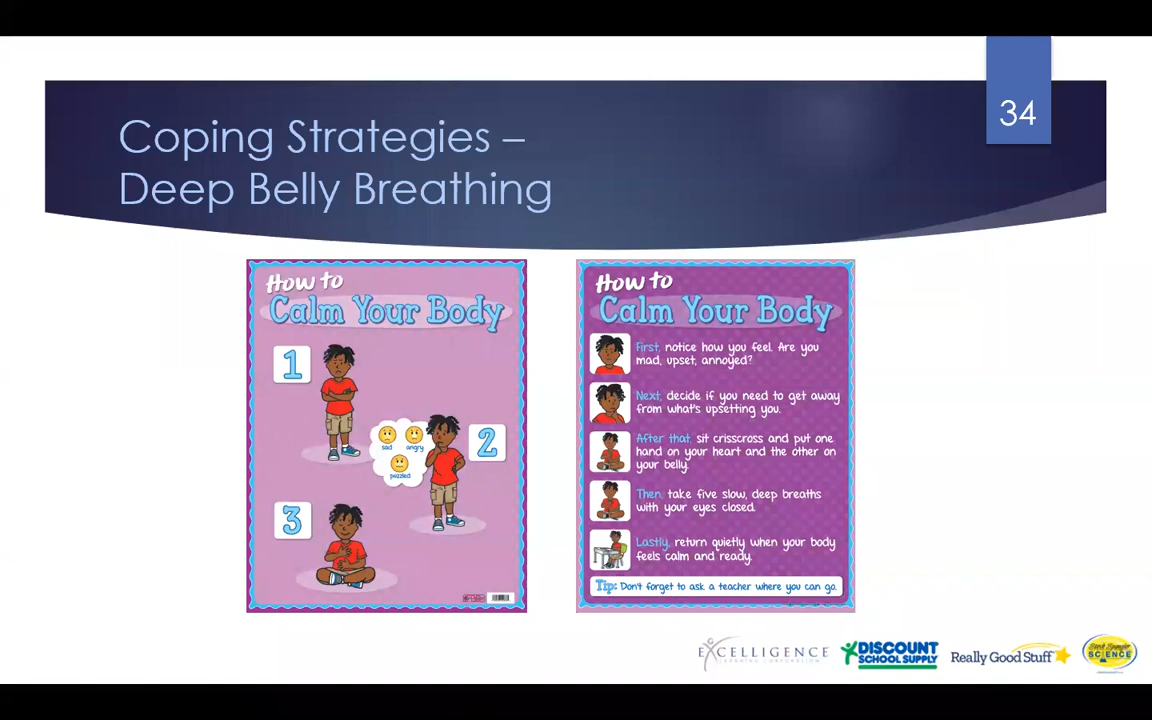 34
Coping Strategies –
Deep Belly Breathing
How to
Calm Your Body
1
sad angry
puzzled
2
3
How to
Calm Your Body
First, notice how you feel. Are you
mad, upset, annoyed?
Next, decide if you need to get away
from what's upsetting you.
After that, sit crisscross and put one
hand on your heart and the other on
your belly.
Then, take five slow, deep breaths
with your eyes closed.
Lastly, return quietly when your body
feels calm and ready.
Tip: Don't forget to ask a teacher where you can go.
EXCELLIGENCE
LEARNING CORPORATION
DISCOUNT
SCHOOL SUPPLY
Really Good Stuff
Steve Spangler
SCIENCE